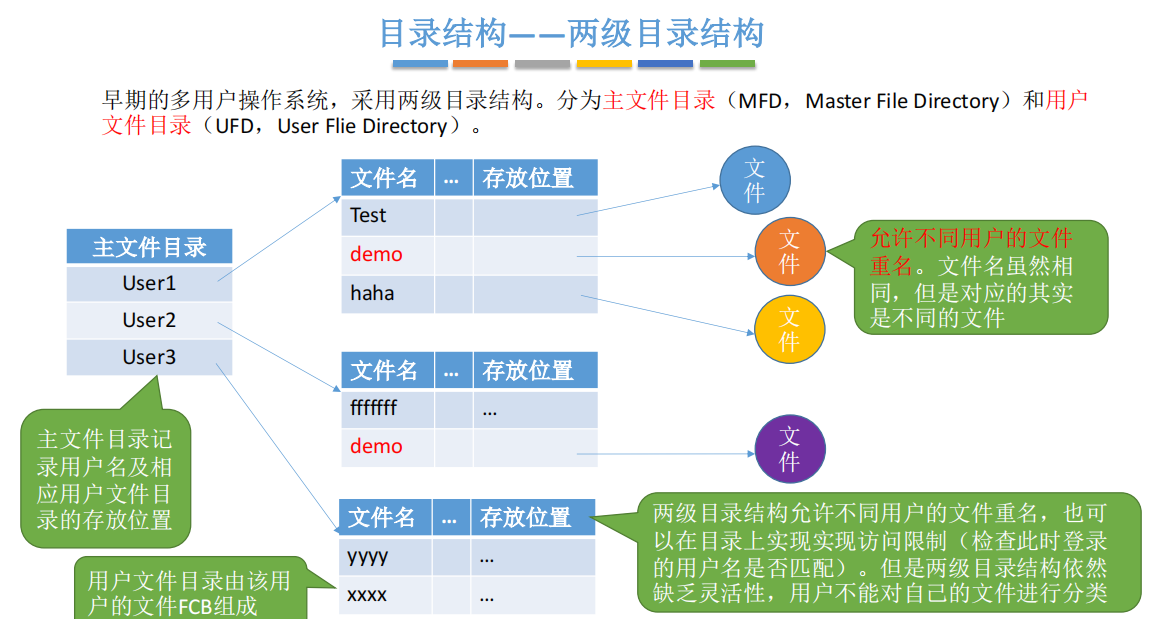 目录结构——两级目录结构
早期的多用户操作系统，采用两级目录结构。分为主文件目录（MFD，Master File Directory）和用户
文件目录（UFD，User Flie Directory）。
主文件目录
User1
User2
User3
文件名 ... 存放位置
Test
demo
haha
文件名 ... 存放位置
fffffff ...
demo
文件名 ... 存放位置
yyyy ...
xxxx ...
文
件
文
件
文
件
文
件
允许不同用户的文件
重名。文件名虽然相
同，但是对应的其实
是不同的文件
主文件目录记
录用户名及相
应用户文件目
录的存放位置
用户文件目录由该用
户的文件FCB组成
两级目录结构允许不同用户的文件重名，也可
以在目录上实现实现访问限制（检查此时登录
的用户名是否匹配）。但是两级目录结构依然
缺乏灵活性，用户不能对自己的文件进行分类